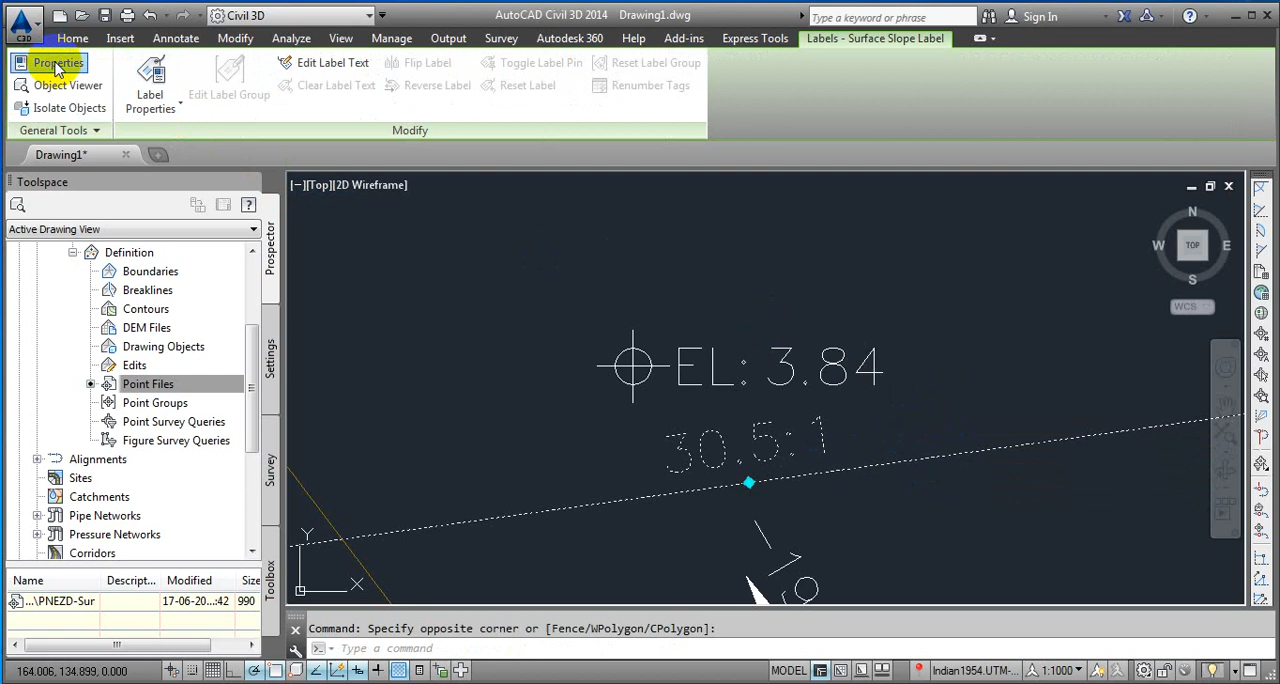 Civil 3D
AutoCAD Civil 3D 2014 Drawing1.dwg
Type a keyword or phrase
Sign In
C3D
Home Insert Annotate Modify Analyze View Manage Output Survey Autodesk 360 Help Add-ins Express Tools Labels - Surface Slope Label
Properties
Object Viewer
Isolate Objects
General Tools
Label
Properties
Edit Label Group
Edit Label Text
Clear Label Text
Flip Label
Reverse Label
Toggle Label Pin
Reset Label
Reset Label Group
Renumber Tags
Modify
Drawing1*
Toolspace
Active Drawing View
Definition
Boundaries
Breaklines
Contours
DEM Files
Drawing Objects
Edits
Point Files
Point Groups
Point Survey Queries
Figure Survey Queries
Alignments
Sites
Catchments
Pipe Networks
Pressure Networks
Corridors
Prospector
Settings
Survey
Toolbox
Name Descript... Modified Size
...\PNEZD-Sur 17-06-20...:42 990
[−][Top][2D Wireframe]
N
W TOP E
S
WCS
EL: 3.84
30.5:1
Y
X
Command: Specify opposite corner or [Fence/WPolygon/CPolygon]:
Type a command
164.006, 134.899, 0.000
MODEL
Indian1954.UTM-...
1:1000